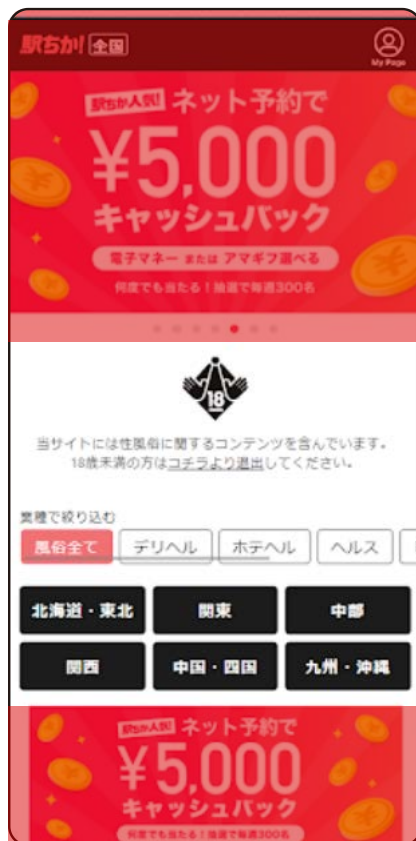 駅ちか! 全国
My Page
駅ちか人気! ネット予約で
¥5,000
キャッシュバック
電子マネー または アマギフ選べる
何度でも当たる!抽選で毎週300名
18
当サイトには性風俗に関するコンテンツを含んでいます。
18歳未満の方はコチラより退出してください。
業種で絞り込む
風俗全て デリヘル ホテヘル ヘルス
北海道・東北 関東 中部
関西 中国・四国 九州・沖縄
駅ちか人気! ネット予約で
¥5,000
キャッシュバック
何度でも当たる!抽選で毎週300名